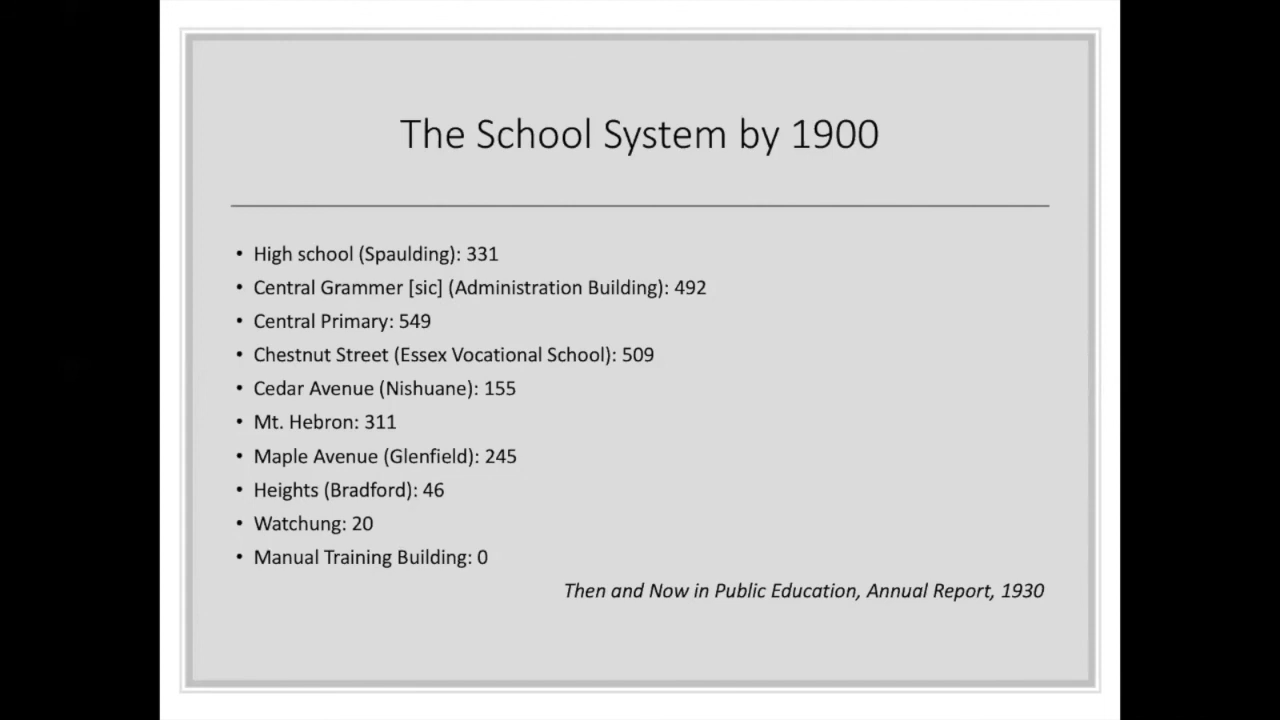 The School System by 1900
• High school (Spaulding): 331
• Central Grammer [sic] (Administration Building): 492
• Central Primary: 549
• Chestnut Street (Essex Vocational School): 509
• Cedar Avenue (Nishuane): 155
• Mt. Hebron: 311
• Maple Avenue (Glenfield): 245
• Heights (Bradford): 46
• Watchung: 20
• Manual Training Building: 0
Then and Now in Public Education, Annual Report, 1930